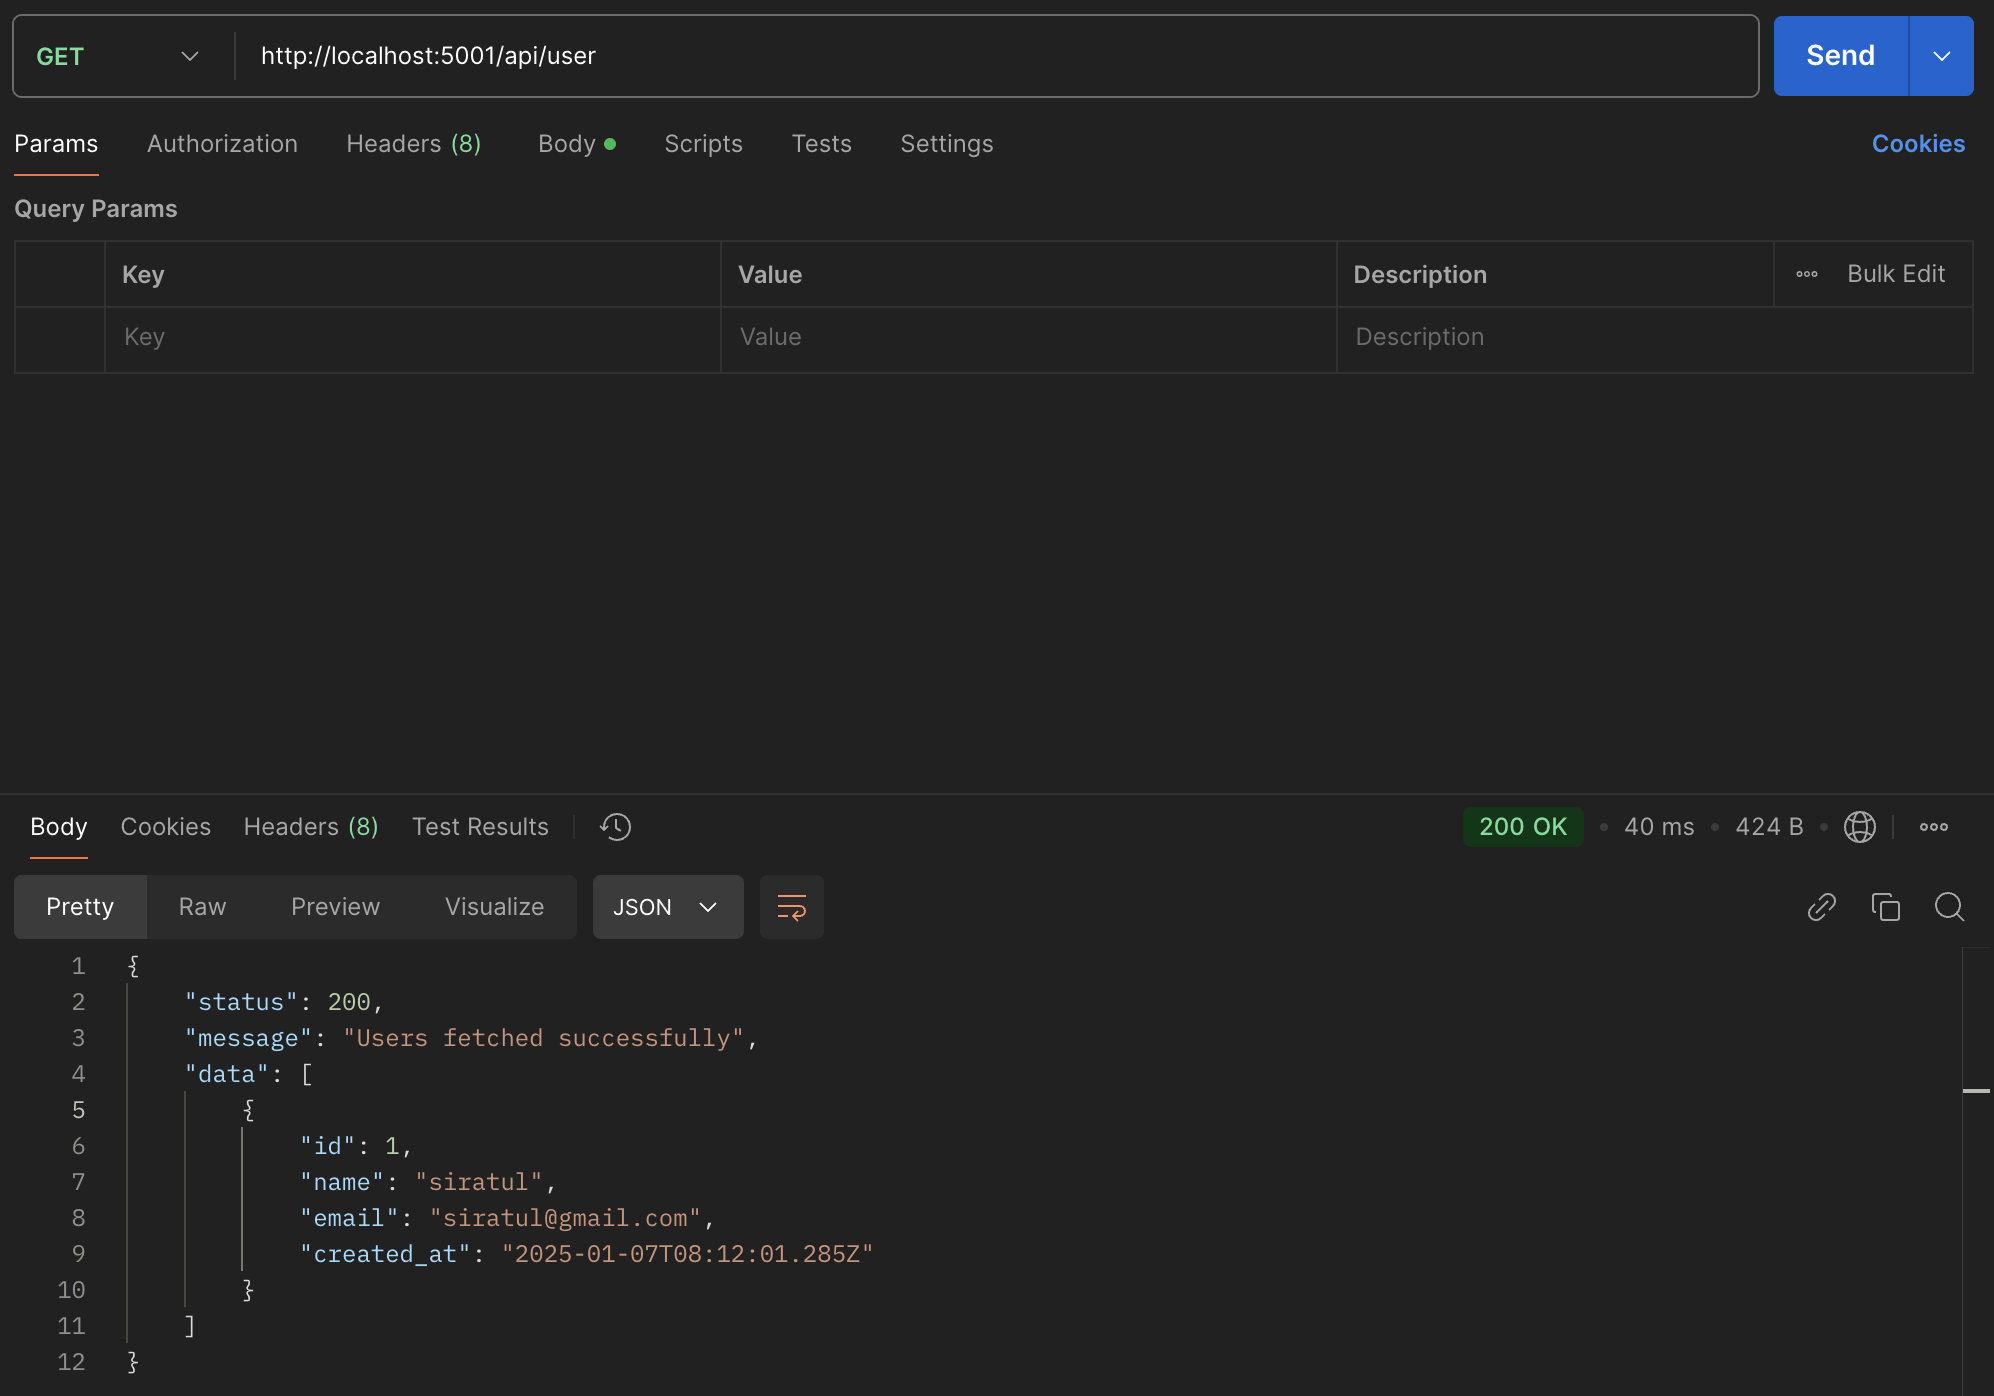 GET http://localhost:5001/api/user Send
Params Authorization Headers (8) Body Scripts Tests Settings Cookies
Query Params
Key Value Description Bulk Edit
Key Value Description
Body Cookies Headers (8) Test Results 200 OK 40 ms 424 B
Pretty Raw Preview Visualize JSON
1 {
2 "status": 200,
3 "message": "Users fetched successfully",
4 "data": [
5 {
6 "id": 1,
7 "name": "siratul",
8 "email": "siratul@gmail.com",
9 "created_at": "2025-01-07T08:12:01.285Z"
10 }
11 ]
12 }